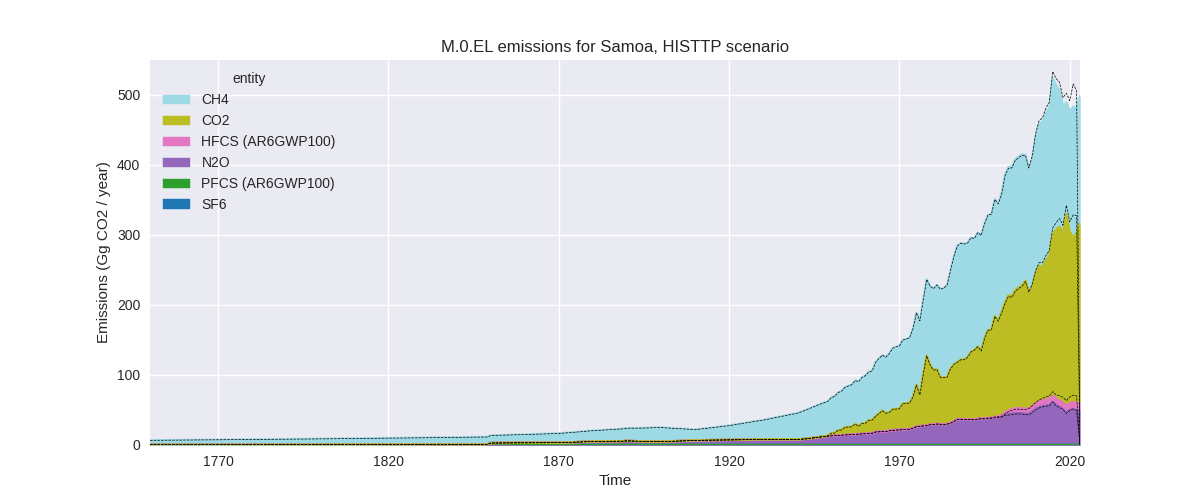 M.0.EL emissions for Samoa, HISTTP scenario
Emissions (Gg CO2 / year)
500
400
300
200
100
0
entity
CH4
CO2
HFCS (AR6GWP100)
N2O
PFCS (AR6GWP100)
SF6
1770
1820
1870
1920
1970
2020
Time